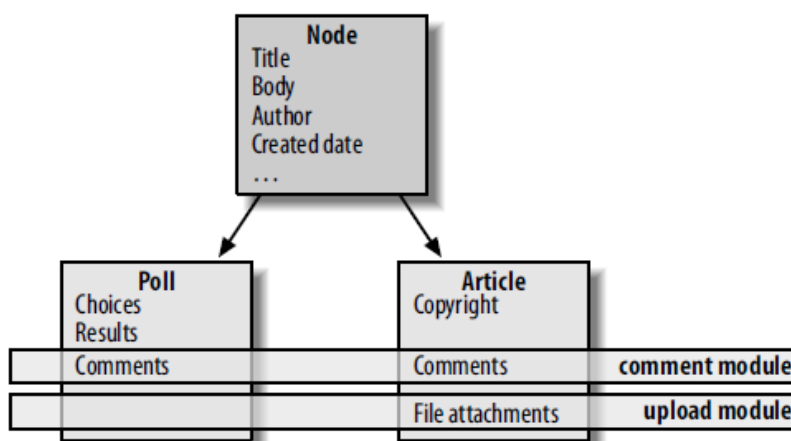 Node
Title
Body
Author
Created date
...
Poll
Choices
Results
Comments
Article
Copyright
Comments
File attachments
comment module
upload module